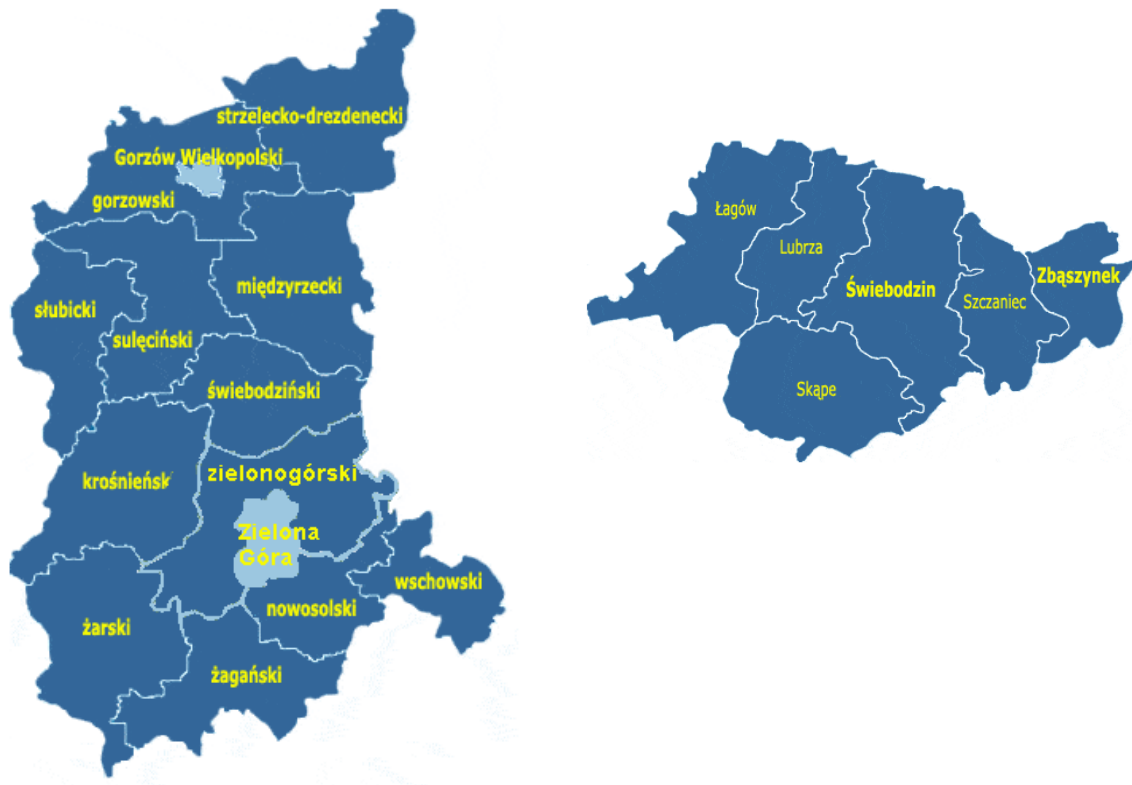 strzelecko-drezdenecki
Gorzów Wielkopolski
gorzowski
międzyrzecki
słubicki
sulęciński
świebodziński
zielonogórski
krośnieńsk
Zielona
Góra
wschowski
nowosolski
żarski
żagański
Łagów
Lubrza
Świebodzin
Szczaniec
Zbąszynek
Skąpe